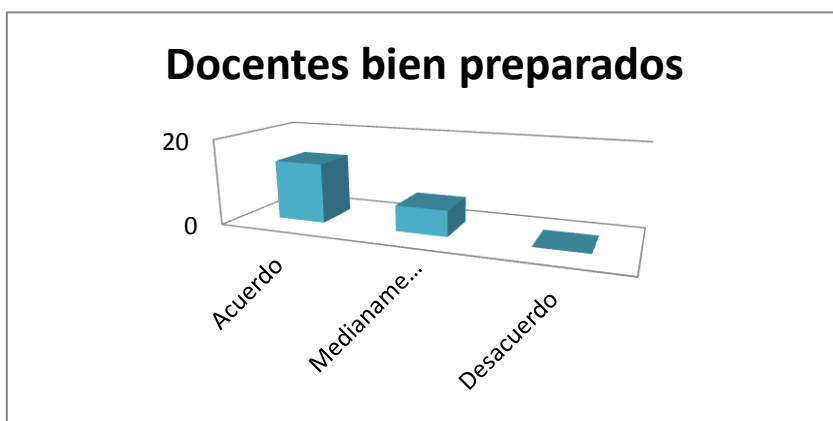 Docentes bien preparados
20
0
Acuerdo
Medianame...
Desacuerdo